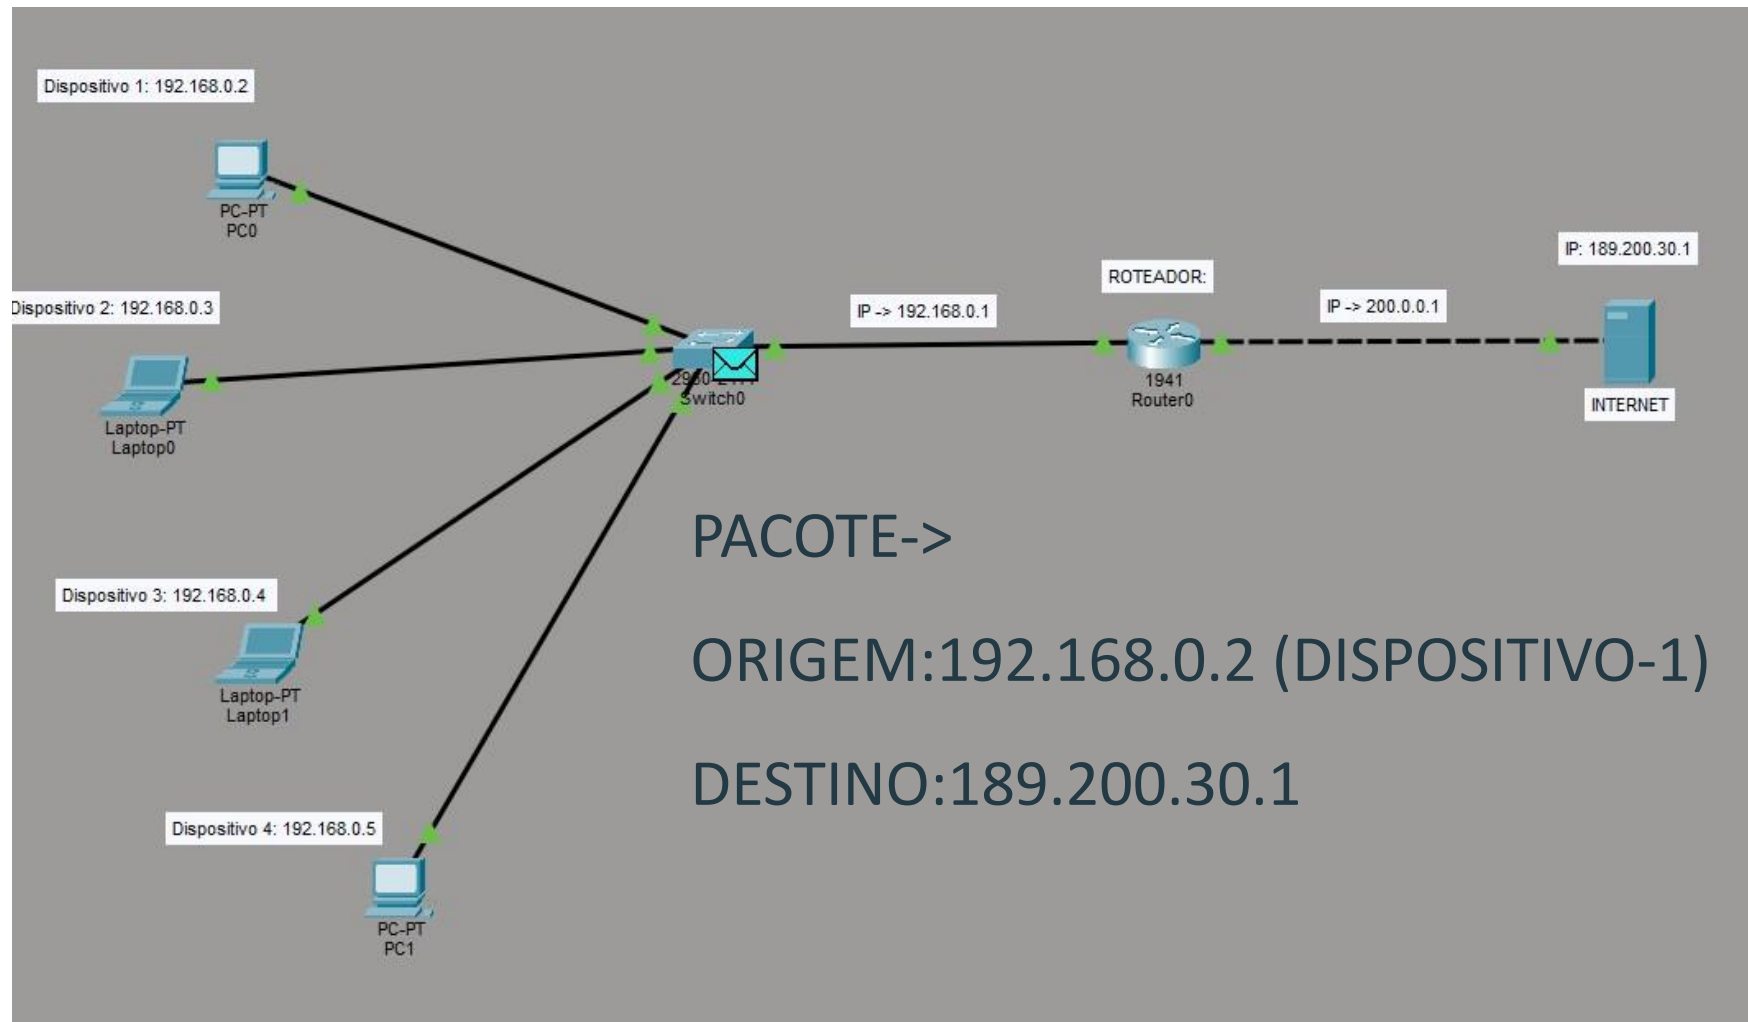 Dispositivo 1: 192.168.0.2
PC-PT
PC0
IP: 189.200.30.1
ROTEADOR:
Dispositivo 2: 192.168.0.3
IP -> 192.168.0.1
IP -> 200.0.0.1
Switch0
1941
Router0
INTERNET
Laptop-PT
Laptop0
PACOTE->
ORIGEM:192.168.0.2 (DISPOSITIVO-1)
DESTINO:189.200.30.1
Dispositivo 3: 192.168.0.4
Laptop-PT
Laptop1
Dispositivo 4: 192.168.0.5
PC-PT
PC1